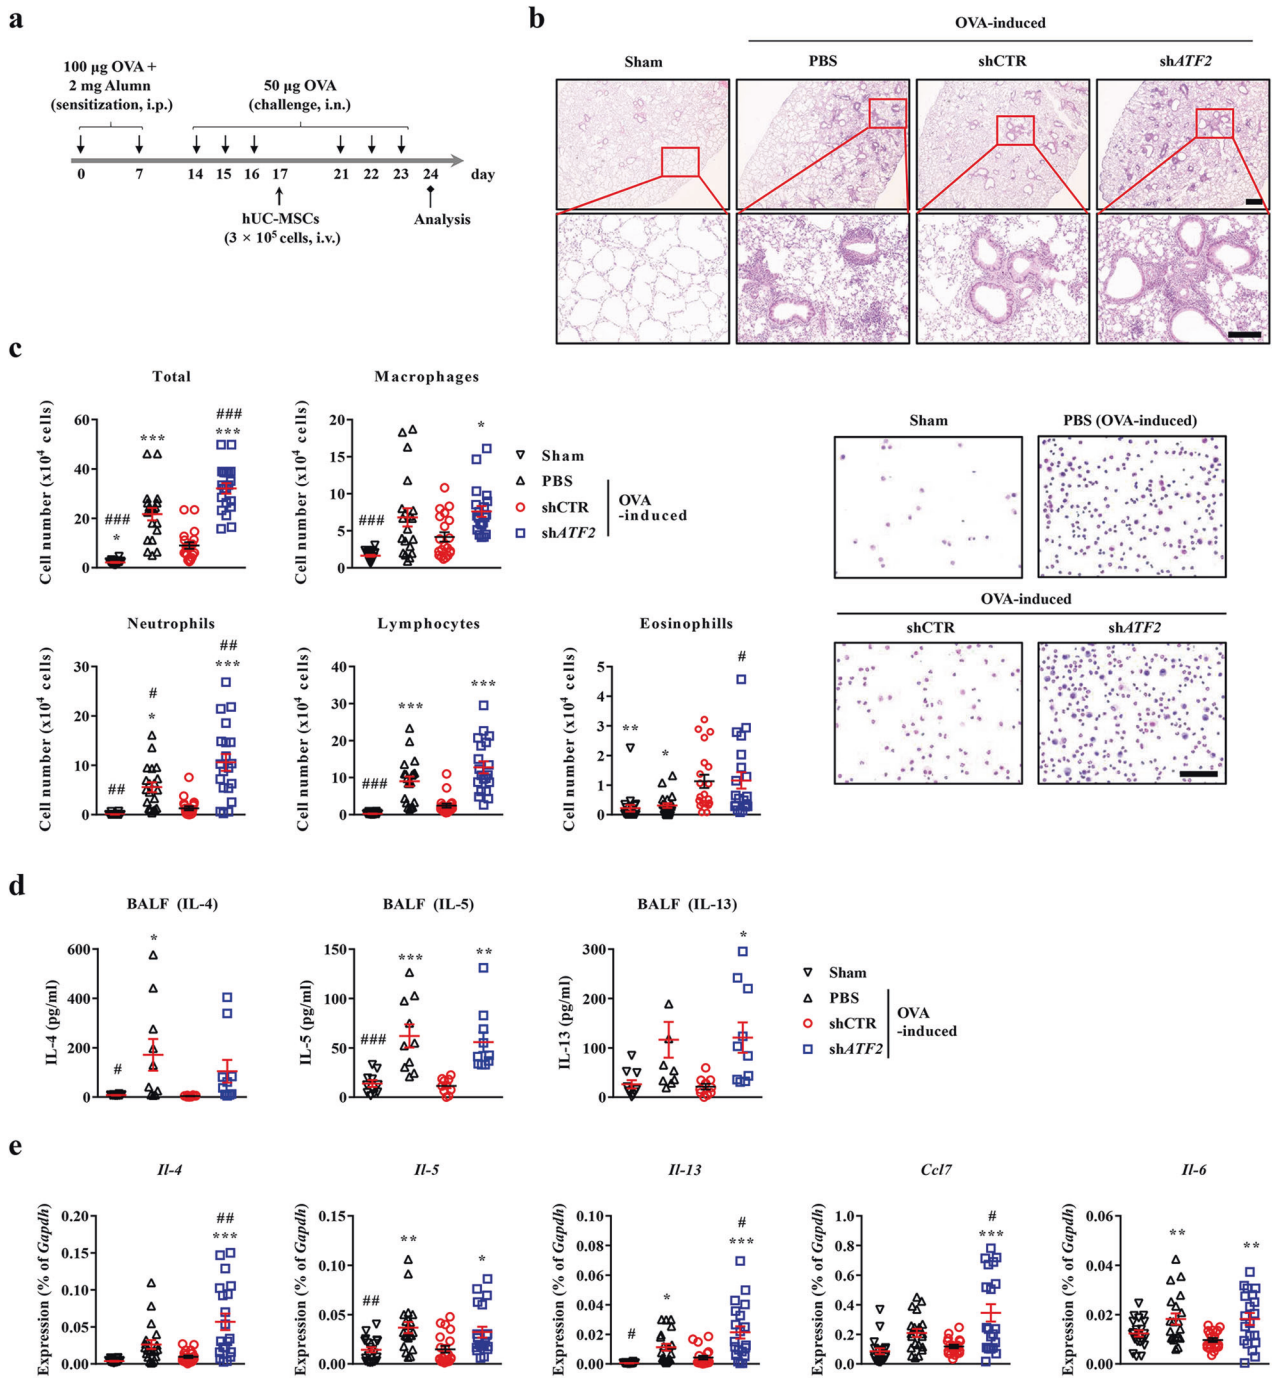 a
100 μg OVA +
2 mg Alumn
(sensitization, i.p.)
50 μg OVA
(challenge, i.n.)
0 7 14 15 16 17 21 22 23 24 day
hUC-MSCs
(3 × 10⁵ cells, i.v.)
Analysis
b
OVA-induced
Sham PBS shCTR shATF2
c
Total
Cell number (x10⁴ cells)
60
40
20
0
###
*
***
###
***
Macrophages
Cell number (x10⁴ cells)
20
15
10
5
0
###
*
Sham
PBS
shCTR
shATF2
OVA
-induced
Neutrophils
Cell number (x10⁴ cells)
30
20
10
0
##
#
*
##
***
Lymphocytes
Cell number (x10⁴ cells)
40
30
20
10
0
###
***
***
Eosinophills
Cell number (x10⁴ cells)
5
4
3
2
1
0
**
*
#
Sham PBS (OVA-induced)
OVA-induced
shCTR shATF2
d
BALF (IL-4)
IL-4 (pg/ml)
600
400
200
0
#
*
BALF (IL-5)
IL-5 (pg/ml)
150
100
50
0
###
***
**
BALF (IL-13)
IL-13 (pg/ml)
300
200
100
0
*
Sham
PBS
shCTR
shATF2
OVA
-induced
e
Il-4
Expression (% of Gapdh)
0.20
0.15
0.10
0.05
0.00
##
***
Il-5
Expression (% of Gapdh)
0.15
0.10
0.05
0.00
##
**
*
Il-13
Expression (% of Gapdh)
0.10
0.08
0.06
0.04
0.02
0.00
#
*
#
***
Ccl7
Expression (% of Gapdh)
1.0
0.8
0.6
0.4
0.2
0.0
#
***
Il-6
Expression (% of Gapdh)
0.06
0.04
0.02
0.00
**
**